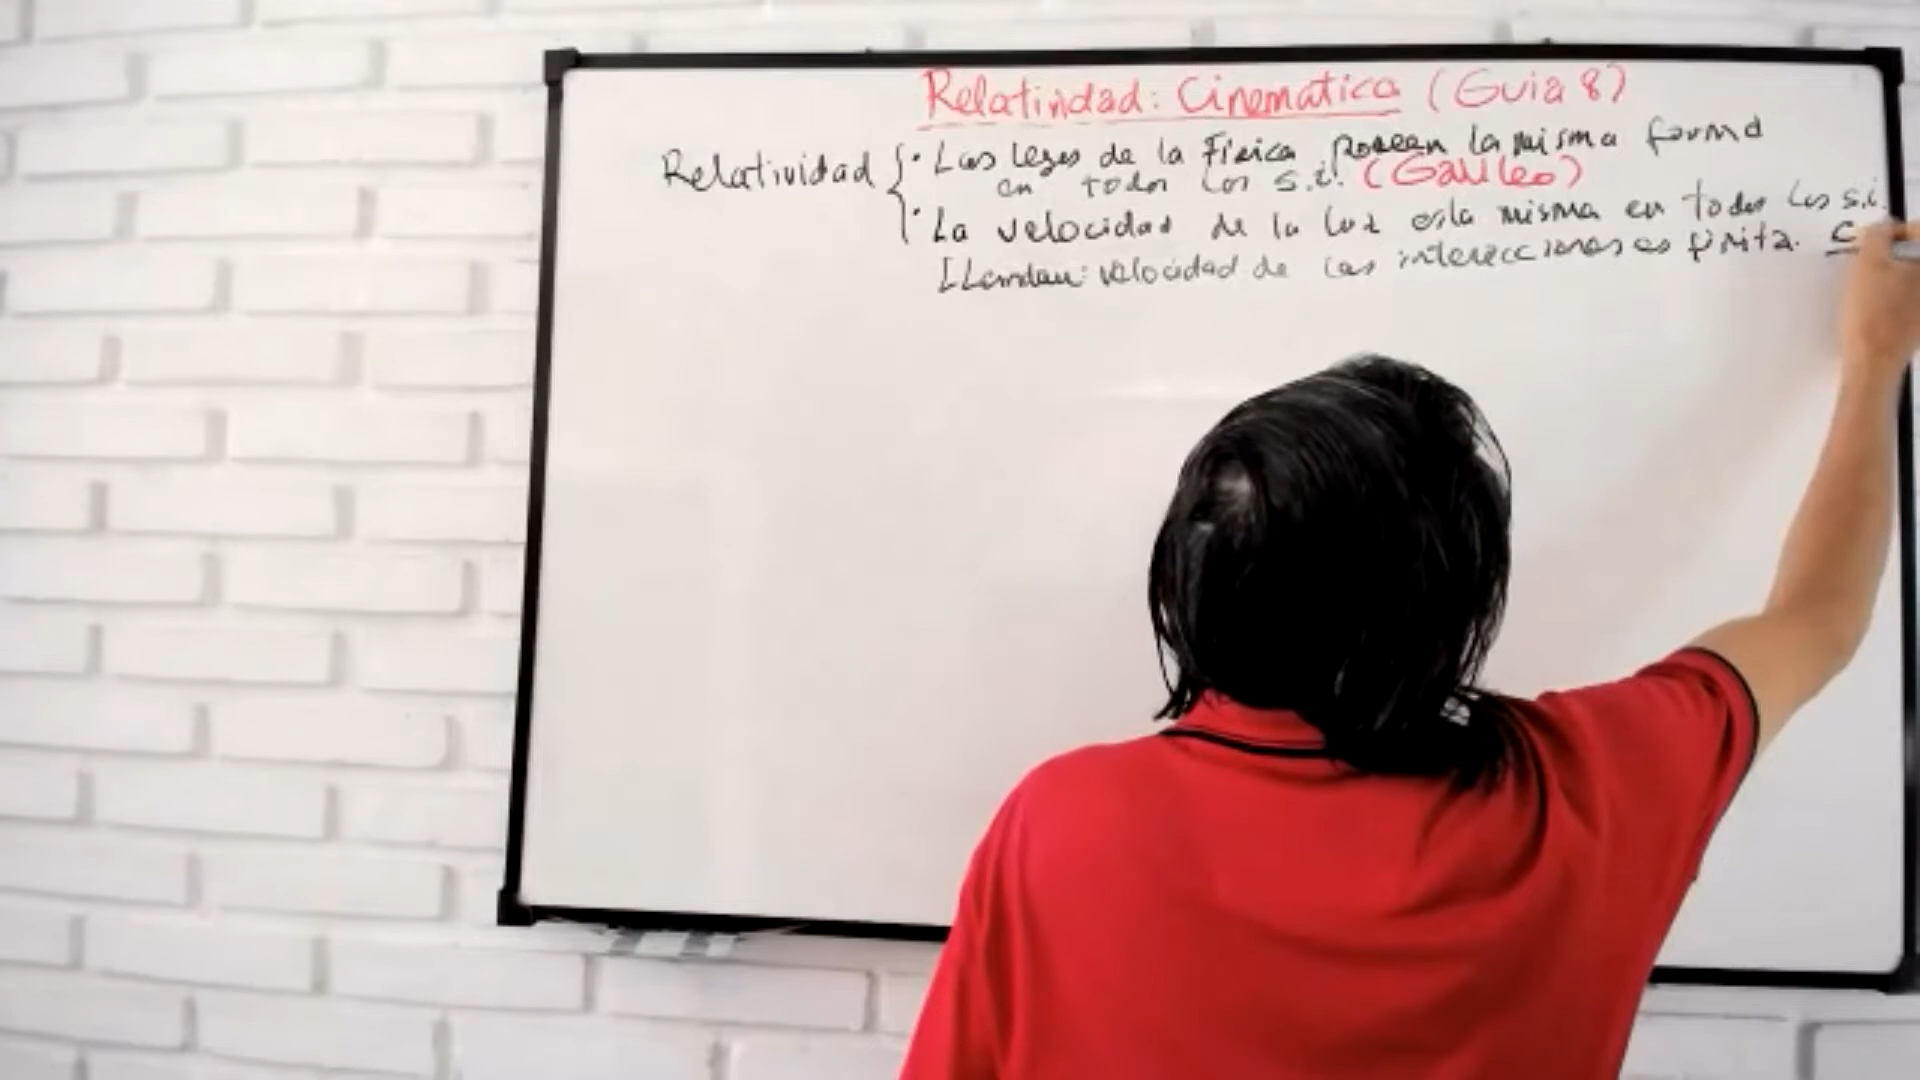 Relatividad: Cinematica (Guia 8)
Relatividad { · Las leyes de la Fisica poseen la misma forma
en todos los s.i. (Galileo)
· La velocidad de la luz es la misma en todos los s.i.
[Landau: velocidad de las interacciones es finita. C